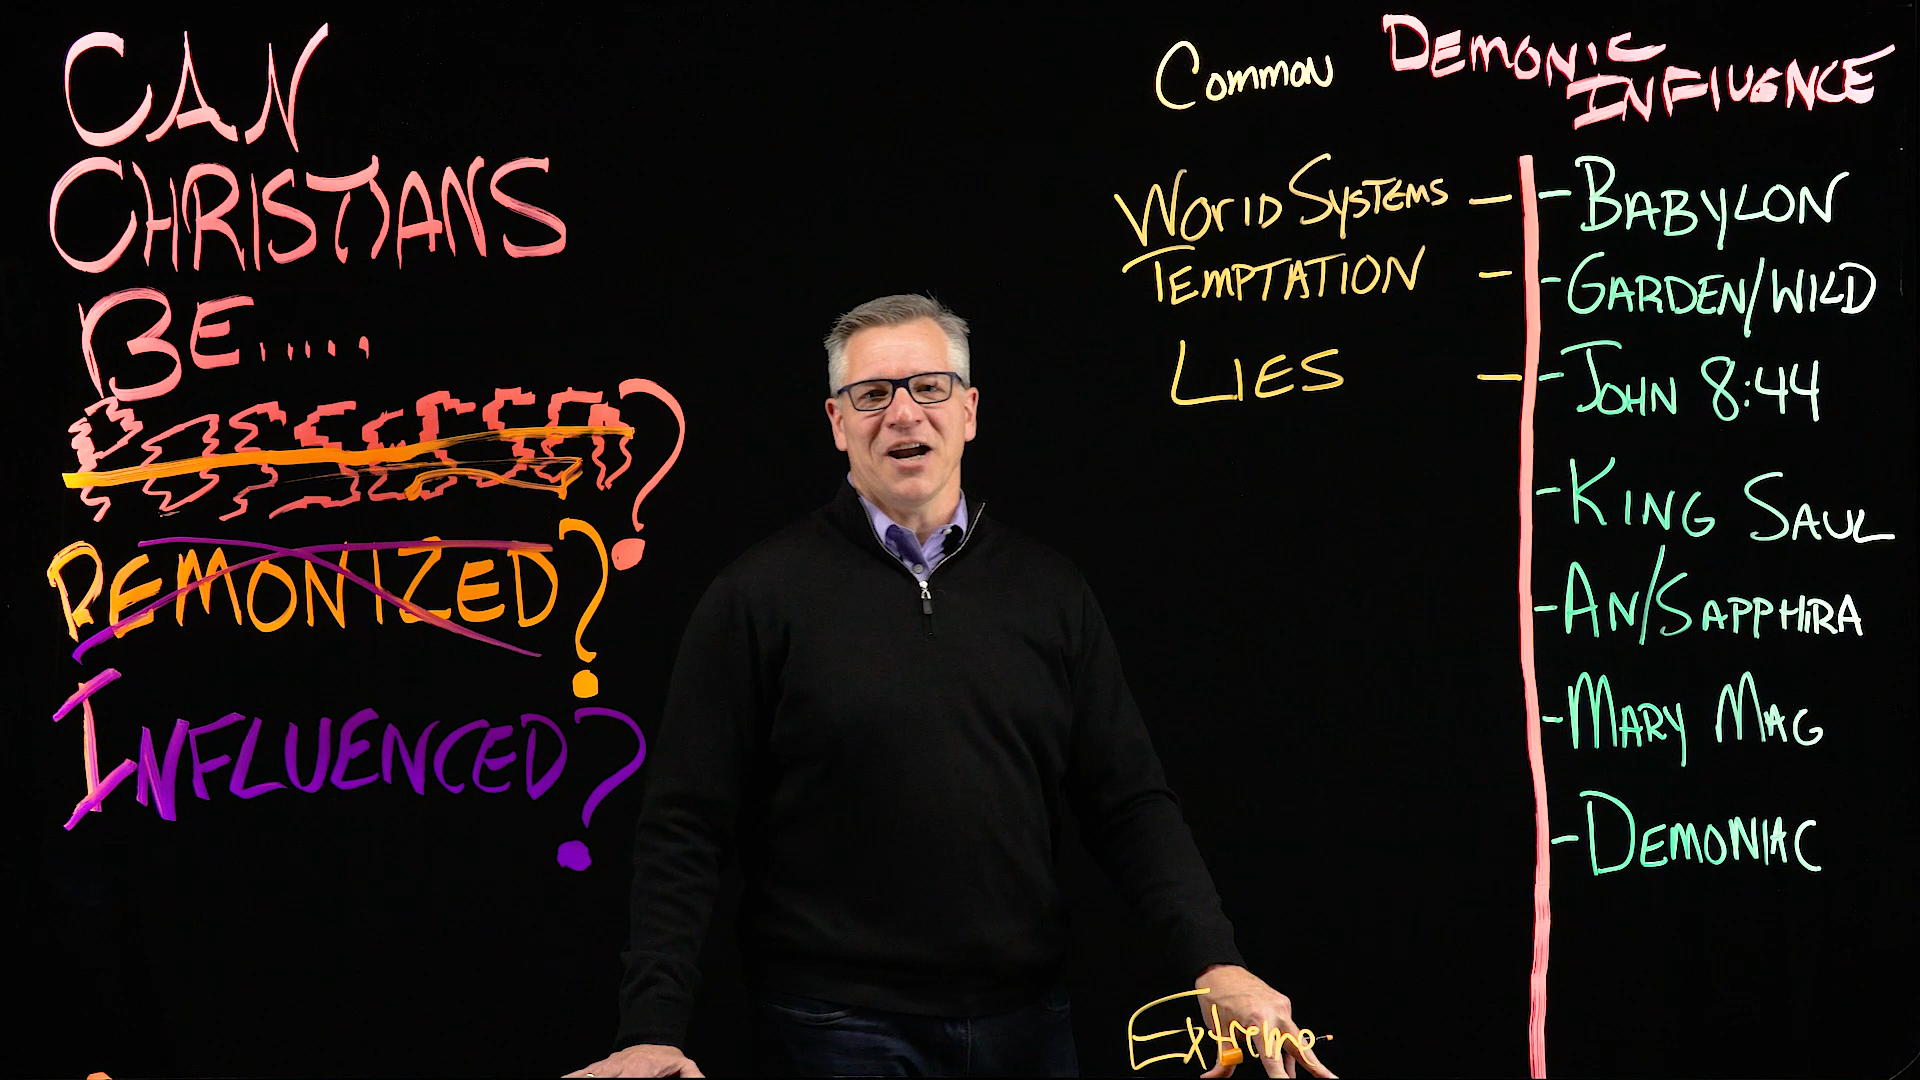 CAN
CHRISTIANS
BE.....
?
DEMONIZED?
INFLUENCED?
Common
DEMONIC
INFlUENCE
WORlD SYSTEMS - - BABYLON
TEMPTATION - - GARDEN/WILD
LIES - - JOHN 8:44
- KING SAUL
- AN/SAPPHIRA
- MARY MAG
- DEMONIAC
Extreme